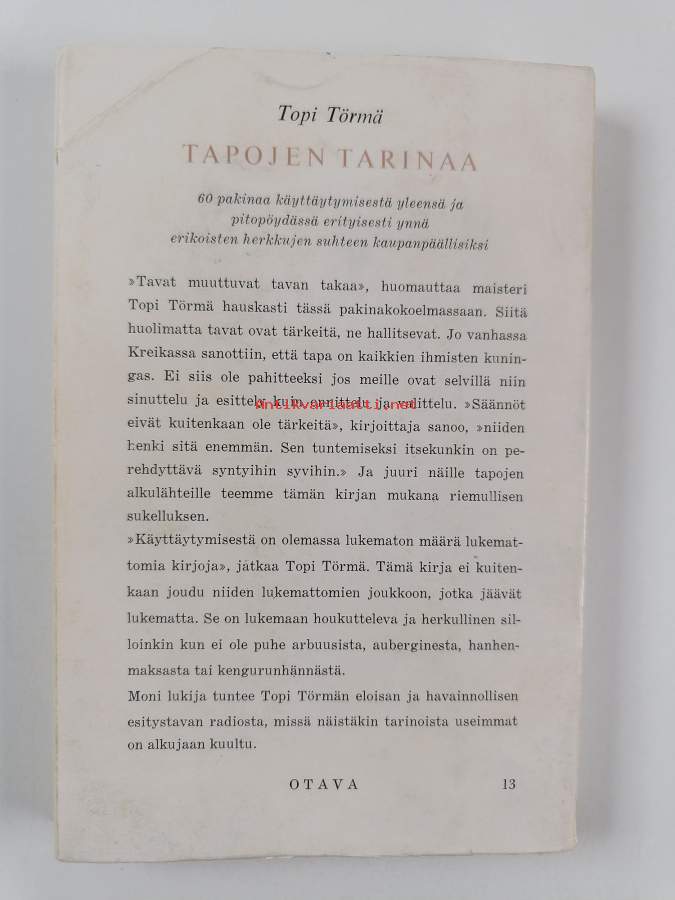 Topi Törmä
TAPOJEN TARINAA
60 pakinaa käyttäytymisestä yleensä ja
pitopöydässä erityisesti ynnä
erikoisten herkkujen suhteen kaupanpäällisiksi
»Tavat muuttuvat tavan takaa», huomauttaa maisteri
Topi Törmä hauskasti tässä pakinakokoelmassaan. Siitä
huolimatta tavat ovat tärkeitä, ne hallitsevat. Jo vanhassa
Kreikassa sanottiin, että tapa on kaikkien ihmisten kunin-
gas. Ei siis ole pahitteeksi jos meille ovat selvillä niin
sinuttelu ja esittely kuin onnittelu ja valittelu. »Säännöt
Antikvariaatti.net
eivät kuitenkaan ole tärkeitä», kirjoittaja sanoo, »niiden
henki sitä enemmän. Sen tuntemiseksi itsekunkin on pe-
rehdyttävä syntyihin syvihin.» Ja juuri näille tapojen
alkulähteille teemme tämän kirjan mukana riemullisen
sukelluksen.
»Käyttäytymisestä on olemassa lukematon määrä lukemat-
tomia kirjoja», jatkaa Topi Törmä. Tämä kirja ei kuiten-
kaan joudu niiden lukemattomien joukkoon, jotka jäävät
lukematta. Se on lukemaan houkutteleva ja herkullinen sil-
loinkin kun ei ole puhe arbuusista, auberginesta, hanhen-
maksasta tai kengurunhännästä.
Moni lukija tuntee Topi Törmän eloisan ja havainnollisen
esitystavan radiosta, missä näistäkin tarinoista useimmat
on alkujaan kuultu.
OTAVA 13